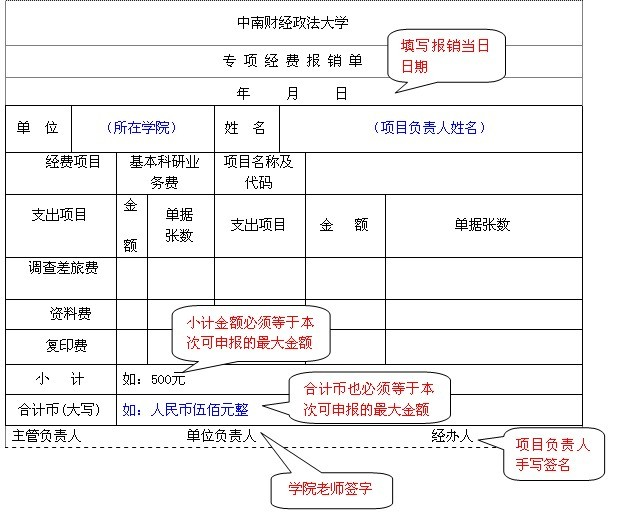 中南财经政法大学
填写报销当日
日期
专 项 经 费 报 销 单
年 月 日
单 位 （所在学院） 姓 名 （项目负责人姓名）
经费项目 基本科研业 项目名称及
务费 代码
支出项目 金 单据 支出项目 金 额 单据张数
额 张数
调查差旅费
资料费
小计金额必须等于本
次可申报的最大金额
复印费
小 计 如：500元
合计币也必须等于本
次可申报的最大金额
合计币(大写) 如：人民币伍佰元整
主管负责人 单位负责人 经办人
项目负责人
手写签名
学院老师签字